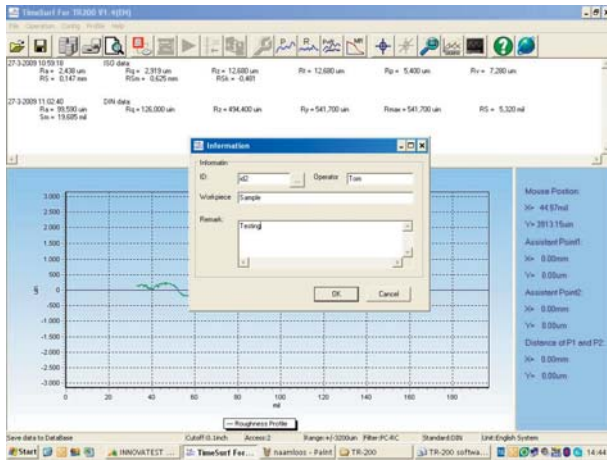 TimeSurf For TR200 V1.4(EN)
File Operation Config Profile Help
27-3-2009 10:59:18 ISO data
Ra= 2,438 um Rq= 2,919 um Rz= 12,680 um Rt= 12,680 um Rp= 5,400 um Rv= 7,280 um
RS= 0,147 mm RSm= 0,625 mm RSk= -0,481
27-3-2009 11:02:40 DIN data
Ra= 99,590 um Rq= 126,000 um Rz= 494,400 um Ry= 541,700 um Rmax= 541,700 um RS= 5,320 mil
Sm= 19,685 mil
Information
Informatin
ID: id2 ... Operator Tom
Workpiece Sample
Remark: Testing
OK Cancel
um
3.000
2.500
2.000
1.500
1.000
500
0
-500
-1.000
-1.500
-2.000
-2.500
-3.000
0 20 40 60 80 100 120 140 160 180
mil
Roughness Profile
Mouse Postion:
X= 44.97mil
Y= 3913.15um
Assistent Point1:
X= 0.00mm
Y= 0.00um
Assistent Point2:
X= 0.00mm
Y= 0.00um
Distance of P1 and P2:
X= 0.00mm
Y= 0.00um
Save data to DataBase Cutoff:0.1inch Access:2 Range:+/-3200um Filter:PC-RC Standard:DIN Unit:English System
Start INNOVATEST ... TimeSurf For... naamloos - Paint TR-200 TR-200 softwa... 14:44